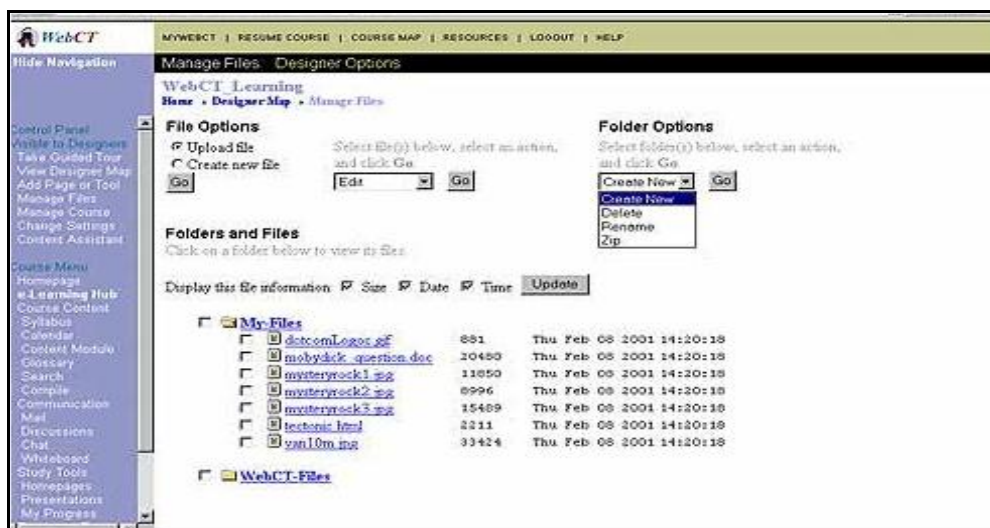 WebCT
MYWEBCT | RESUME COURSE | COURSE MAP | RESOURCES | LOGOUT | HELP
Hide Navigation
Manage Files: Designer Options
WebCT_Learning
Home • Designer Map • Manage Files
Control Panel
Visible to Designers
Take Guided Tour
View Designer Map
Add Page or Tool
Manage Files
Manage Course
Change Settings
Content Assistant
Course Menu
Homepage
e-Learning Hub
Course Content
Syllabus
Calendar
Content Module
Glossary
Search
Compile
Communication
Mail
Discussions
Chat
Whiteboard
Study Tools
Homepages
Presentations
My Progress
File Options
Upload file
Create new file
Go
Select file(s) below, select an action,
and click Go.
Edit
Go
Folder Options
Select folder(s) below, select an action,
and click Go.
Create New
Go
Create New
Delete
Rename
Zip
Folders and Files
Click on a folder below to view its files.
Display this file information: Size Date Time Update
My-Files
dotcomLogos.gif 881 Thu Feb 08 2001 14:20:18
mobydick_question.doc 20480 Thu Feb 08 2001 14:20:18
mysteryrock1.jpg 11850 Thu Feb 08 2001 14:20:18
mysteryrock2.jpg 8996 Thu Feb 08 2001 14:20:18
mysteryrock3.jpg 15489 Thu Feb 08 2001 14:20:18
tectonic.html 2211 Thu Feb 08 2001 14:20:18
van10m.jpg 33424 Thu Feb 08 2001 14:20:18
WebCT-Files